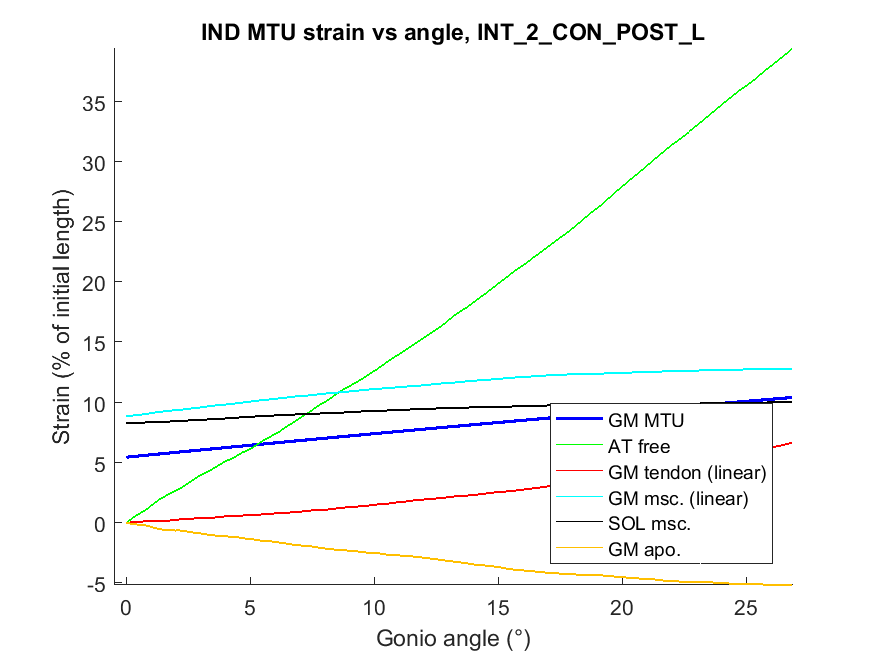 IND MTU strain vs angle, INT_2_CON_POST_L
Strain (% of initial length)
35
30
25
20
15
10
5
0
-5
0
5
10
15
20
25
Gonio angle (°)
GM MTU
AT free
GM tendon (linear)
GM msc. (linear)
SOL msc.
GM apo.